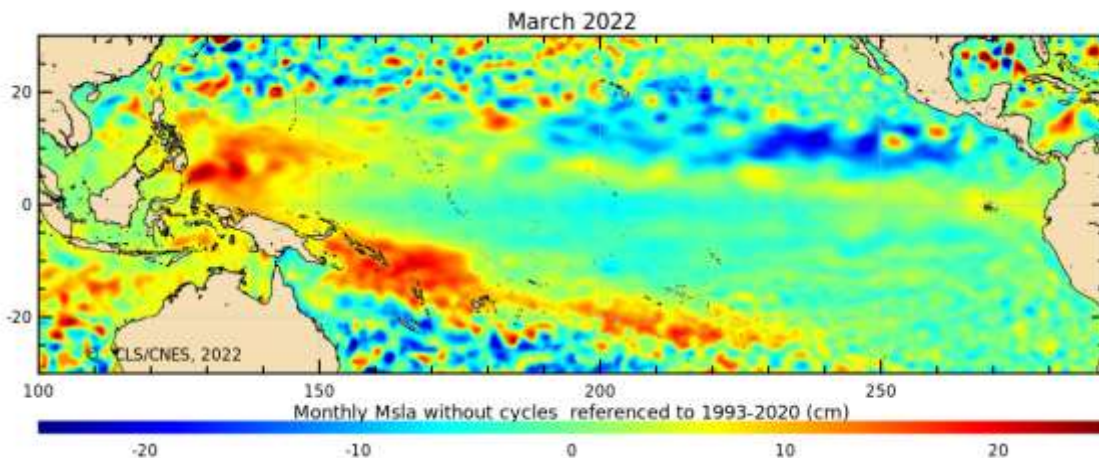 March 2022
20
0
-20
CLS/CNES, 2022
100 150 200 250
Monthly Msla without cycles referenced to 1993-2020 (cm)
-20 -10 0 10 20